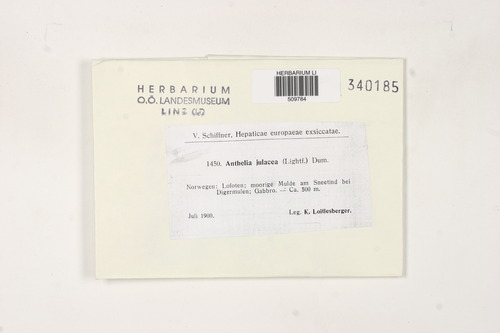 HERBARIUM
O.Ö. LANDESMUSEUM
LINZ (LI)
HERBARIUM LI
509784
340185
V. Schiffner, Hepaticae europaeae exsiccatae.
1450. Anthelia julacea (Lightf.) Dum.
Norwegen; Lofoten; moorige Mulde am Sneetind bei
Digermulen; Gabbro. — Ca. 500 m.
Juli 1900.
Leg. K. Loitlesberger.